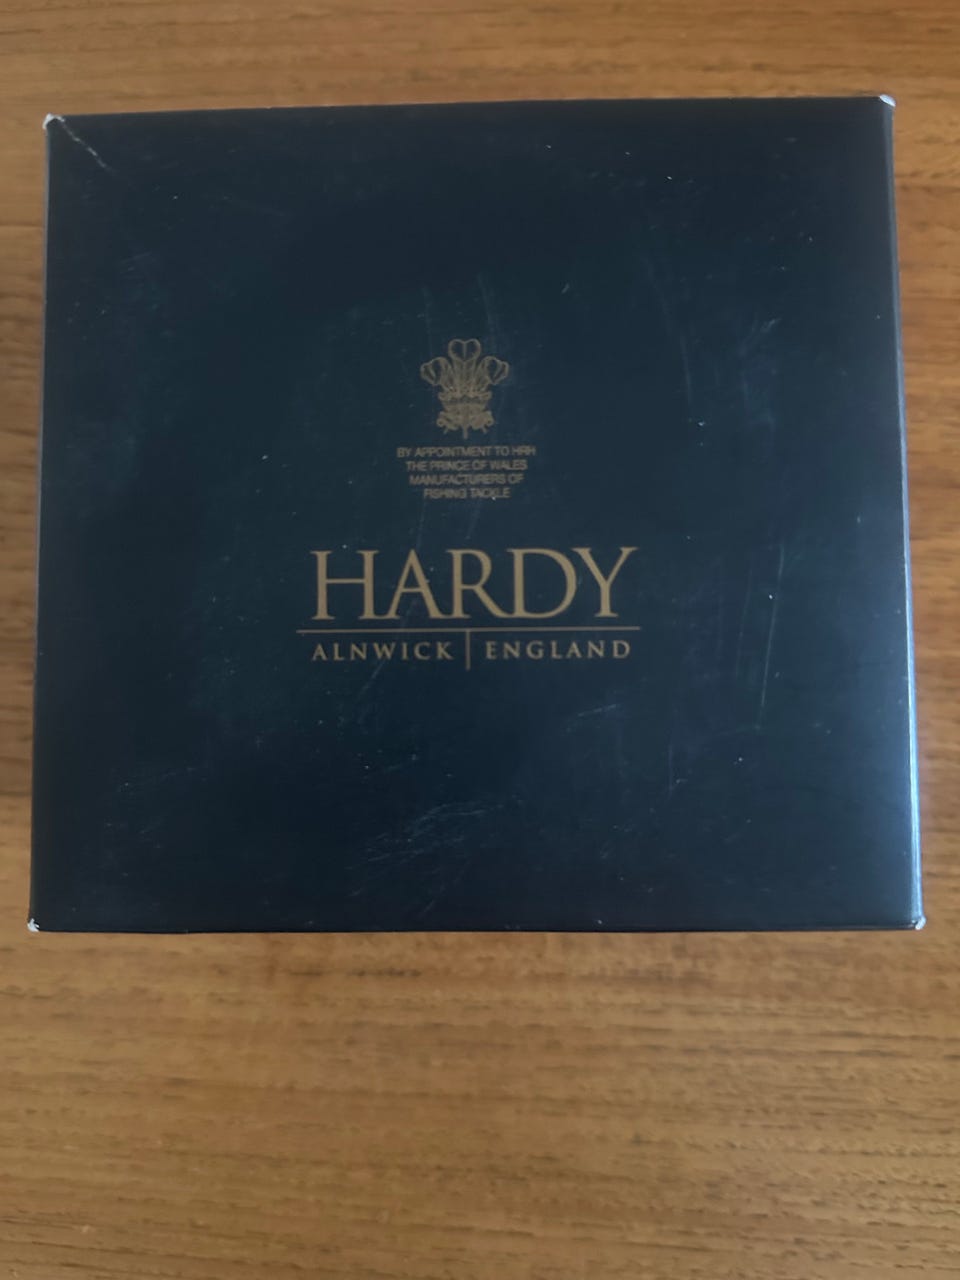 BY APPOINTMENT TO HRH
THE PRINCE OF WALES
MANUFACTURERS OF
FISHING TACKLE
HARDY
ALNWICK | ENGLAND